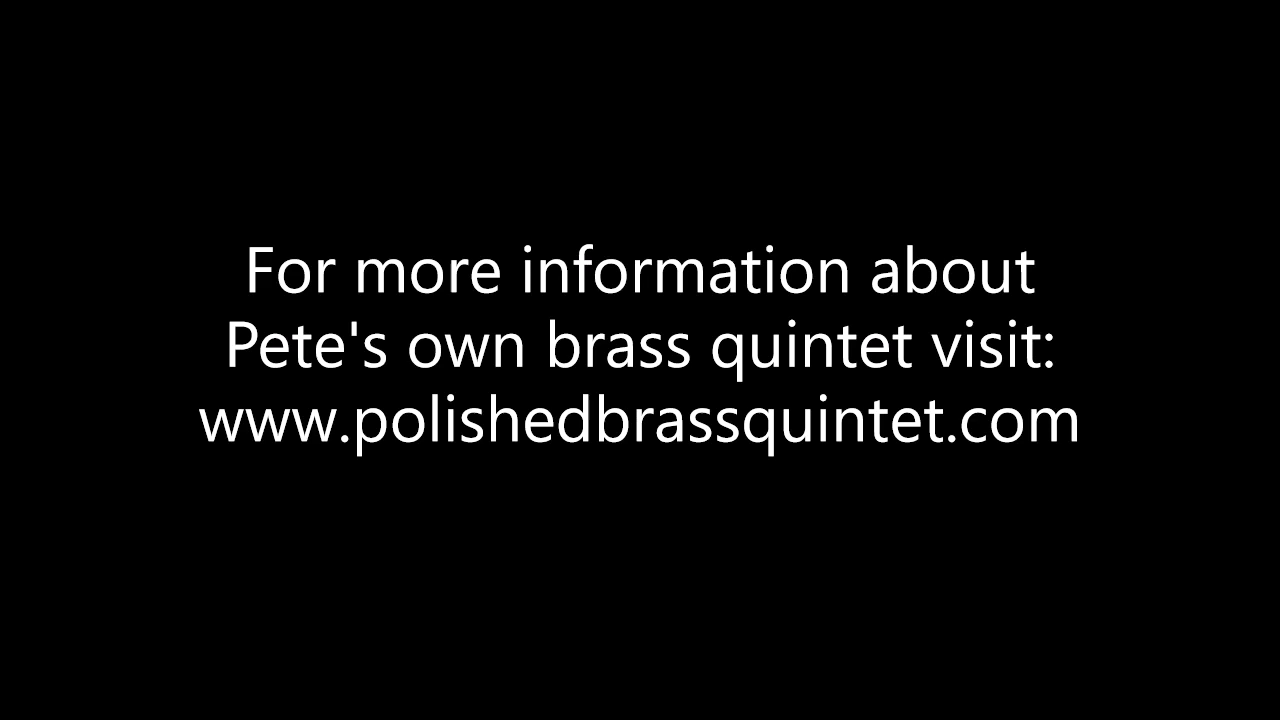 For more information about
Pete's own brass quintet visit:
www.polishedbrassquintet.com